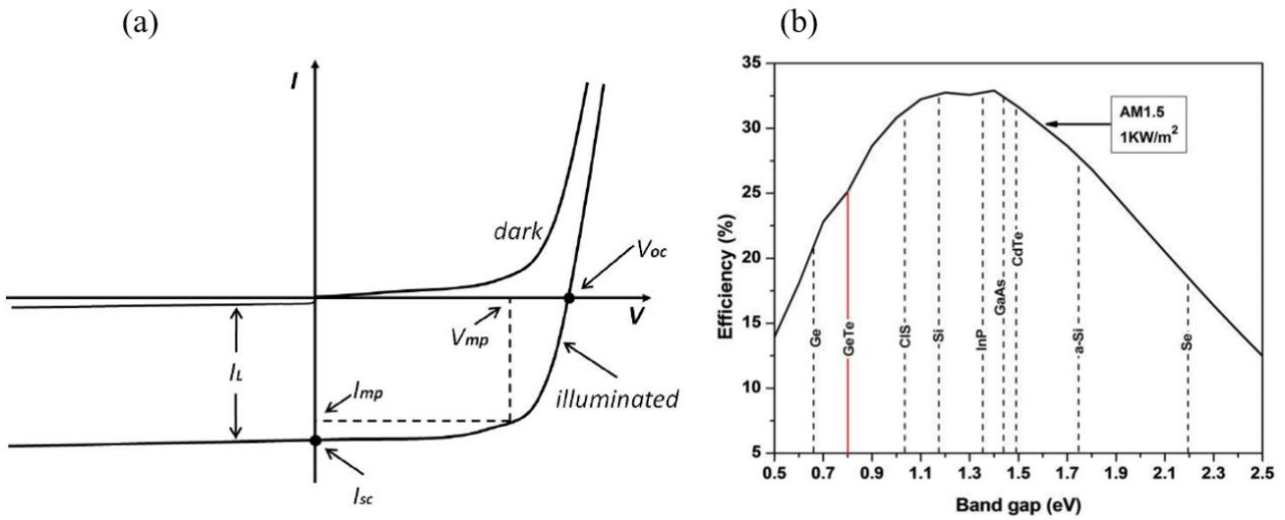 (a)
I
dark
Voc
V
Vmp
IL
Imp
illuminated
Isc
(b)
Efficiency (%)
35
30
25
20
15
10
5
AM1.5
1KW/m²
Ge
GeTe
CIS
Si
InP
GaAs
CdTe
a-Si
Se
0.5 0.7 0.9 1.1 1.3 1.5 1.7 1.9 2.1 2.3 2.5
Band gap (eV)